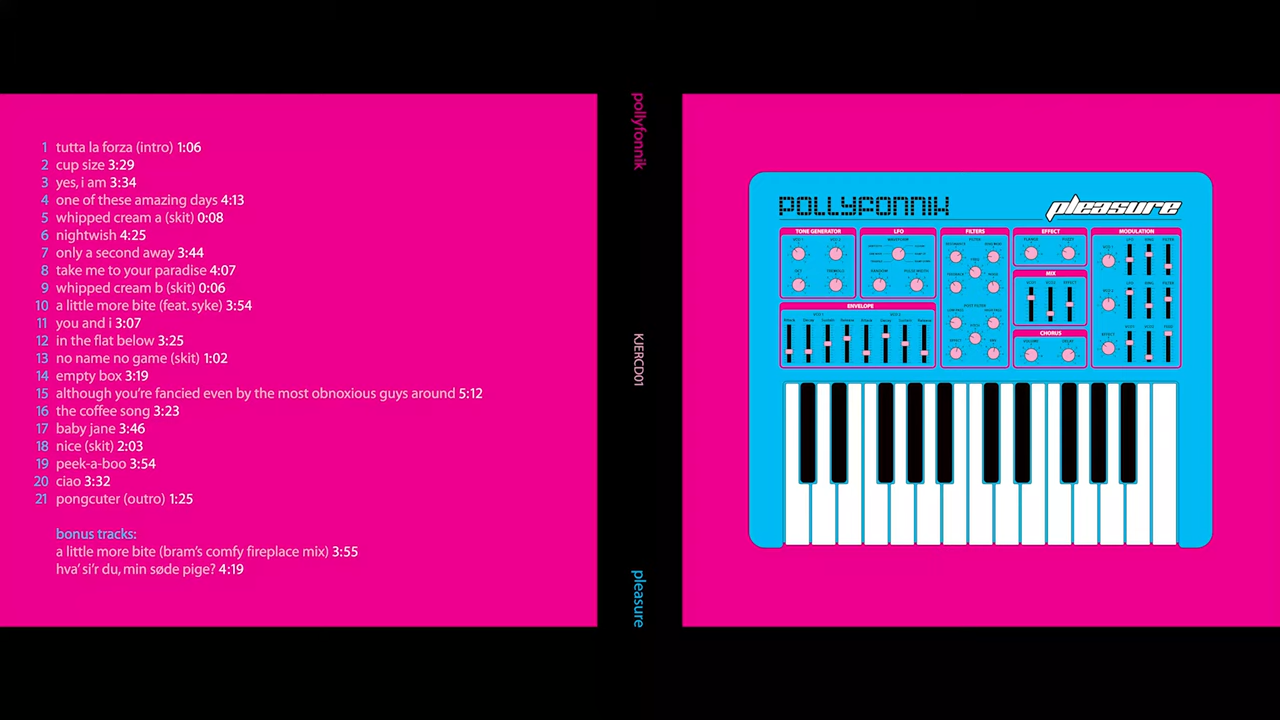 1 tutta la forza (intro) 1:06
2 cup size 3:29
3 yes, i am 3:34
4 one of these amazing days 4:13
5 whipped cream a (skit) 0:08
6 nightwish 4:25
7 only a second away 3:44
8 take me to your paradise 4:07
9 whipped cream b (skit) 0:06
10 a little more bite (feat. syke) 3:54
11 you and i 3:07
12 in the flat below 3:25
13 no name no game (skit) 1:02
14 empty box 3:19
15 although you're fancied even by the most obnoxious guys around 5:12
16 the coffee song 3:23
17 baby jane 3:46
18 nice (skit) 2:03
19 peek-a-boo 3:54
20 ciao 3:32
21 pongcuter (outro) 1:25
bonus tracks:
a little more bite (bram's comfy fireplace mix) 3:55
hva' si'r du, min søde pige? 4:19
pollyfonnik
KJERCD01
pleasure
POLLYFONNIK
pleasure
TONE GENERATOR
LFO
FILTERS
EFFECT
MODULATION
MIX
ENVELOPE
CHORUS